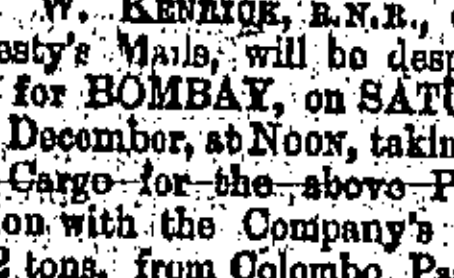 W. KENRICK, R.N.R.,
esty's Mails, will be desp
for BOMBAY, on SATU
December, at NOON, takin
Cargo for the above P
on with the Company's
2 tons, from Colombo, Pa